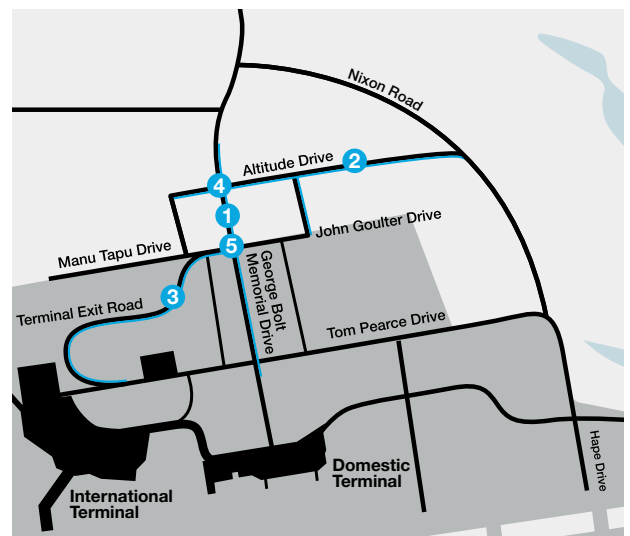 Nixon Road
2
Altitude Drive
4
1
John Goulter Drive
5
Manu Tapu Drive
George Bolt
Memorial Drive
3
Terminal Exit Road
Tom Pearce Drive
Hape Drive
Domestic
Terminal
International
Terminal